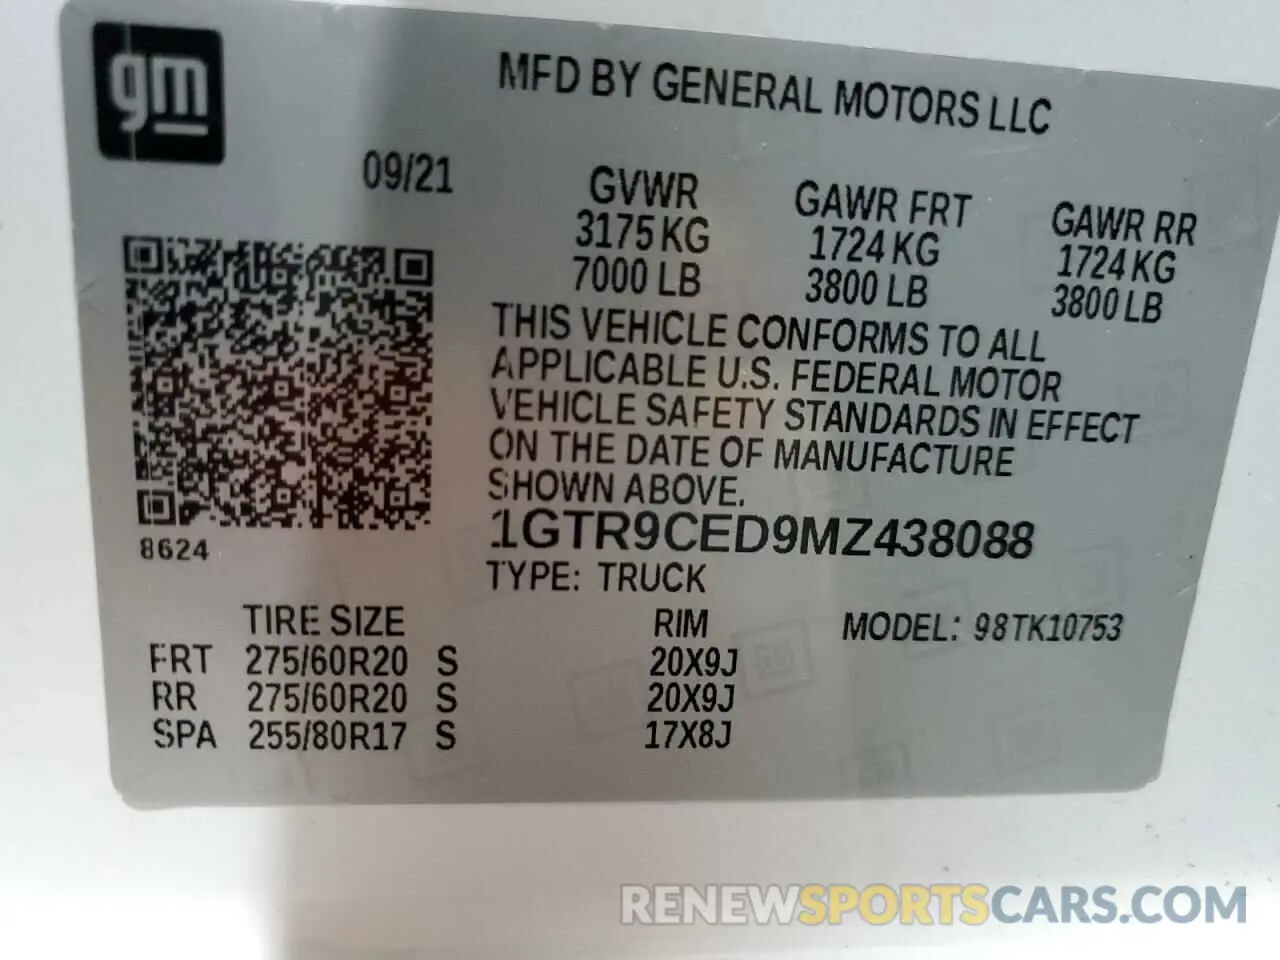 gm
MFD BY GENERAL MOTORS LLC
09/21
GVWR GAWR FRT GAWR RR
3175 KG 1724 KG 1724 KG
7000 LB 3800 LB 3800 LB
THIS VEHICLE CONFORMS TO ALL
APPLICABLE U.S. FEDERAL MOTOR
VEHICLE SAFETY STANDARDS IN EFFECT
ON THE DATE OF MANUFACTURE
SHOWN ABOVE.
8624
1GTR9CED9MZ438088
TYPE: TRUCK
TIRE SIZE RIM MODEL: 98TK10753
FRT 275/60R20 S 20X9J
RR 275/60R20 S 20X9J
SPA 255/80R17 S 17X8J
RENEWSPORTSCARS.COM